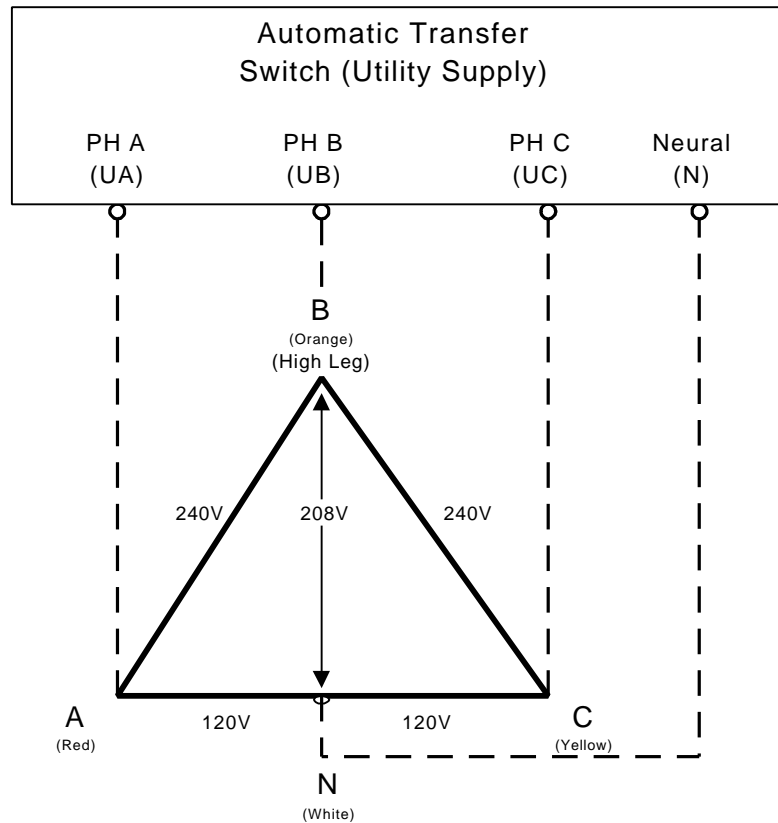 Automatic Transfer
Switch (Utility Supply)
PH A PH B PH C Neural
(UA) (UB) (UC) (N)
B
(Orange)
(High Leg)
240V 208V 240V
A C
(Red) (Yellow)
120V 120V
N
(White)